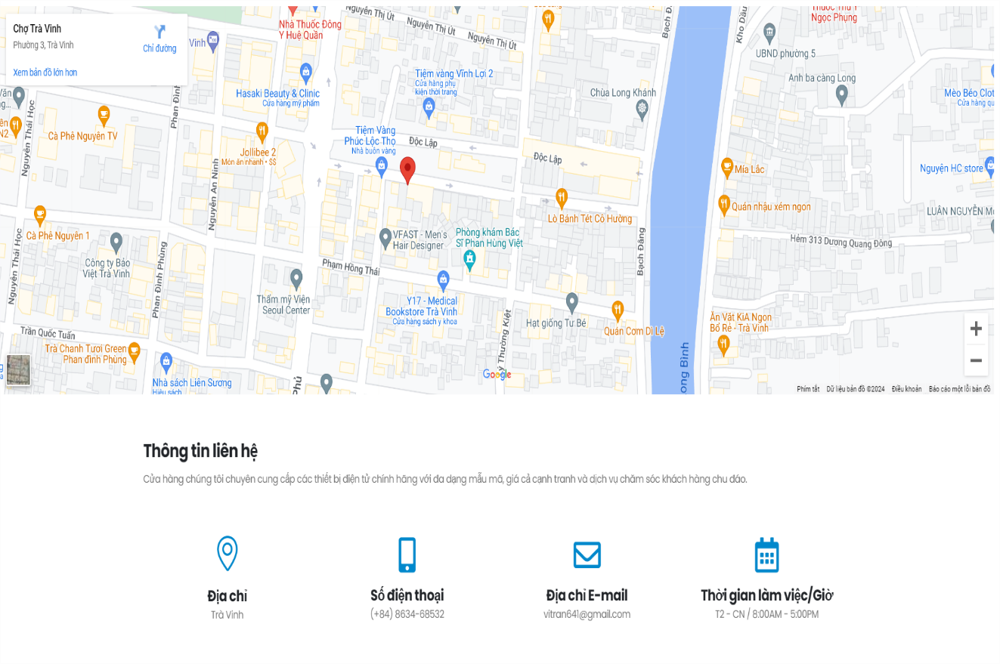 Chợ Trà Vinh
Phường 3, Trà Vinh
Chỉ đường
Xem bản đồ lớn hơn
Vinh
Nhà Thuốc Đông
Y Huệ Quân
Nguyễn Thị Út
Nguyễn Thị Út
Bạch Đ
Kho Dầu
Ngọc Phụng
UBND phường 5
Anh ba càng Long
Mèo Béo Clot
Cửa hàng qu
Tiệm vàng Vĩnh Lợi 2
Cửa hàng phụ
kiện thời trang
Hasaki Beauty & Clinic
Cửa hàng mỹ phẩm
Chùa Long Khánh
Phan Đình
Nguyễn Thái Học
N2
Cà Phê Nguyên TV
Jollibee 2
Món ăn nhanh • $$
Tiệm Vàng
Phúc Lộc Thọ
Nhà buôn vàng
Độc Lập
Độc Lập
Nguyễn An Ninh
Mía Lắc
Nguyện HC store
Quán nhậu xém ngon
LUÂN NGUYỄN M
Lò Bánh Tét Cô Hường
Cà Phê Nguyên 1
Công ty Bảo
Việt Trà Vinh
VFAST - Men's
Hair Designer
Phòng khám Bác
Sĩ Phan Hùng Việt
Hẻm 313 Dương Quang Đông
Bạch Đằng
Nguyễn Thái Học
Phan Đình Phùng
Phạm Hồng Thái
Thẩm mỹ Viện
Seoul Center
Y17 - Medical
Bookstore Trà Vinh
Cửa hàng sách y khoa
Hạt giống Tư Bé
Quán Cơm Dì Lệ
Ăn Vặt KiA Ngon
Bổ Rẻ - Trà Vinh
Lý Thường Kiệt
Trần Quốc Tuấn
Trà Chanh Tươi Green
Phan đình Phùng
Nhà sách Liên Sương
Hiệu sách
Phú
Long Bình
Google
Phím tắt
Dữ liệu bản đồ ©2024
Điều khoản
Báo cáo một lỗi bản đồ
Thông tin liên hệ
Cửa hàng chúng tôi chuyên cung cấp các thiết bị điện tử chính hãng với đa dạng mẫu mã, giá cả cạnh tranh và dịch vụ chăm sóc khách hàng chu đáo.
Địa chỉ
Trà Vinh
Số điện thoại
(+84) 8634-68532
Địa chỉ E-mail
vitran641@gmail.com
Thời gian làm việc/Giờ
T2 - CN / 8:00AM - 5:00PM